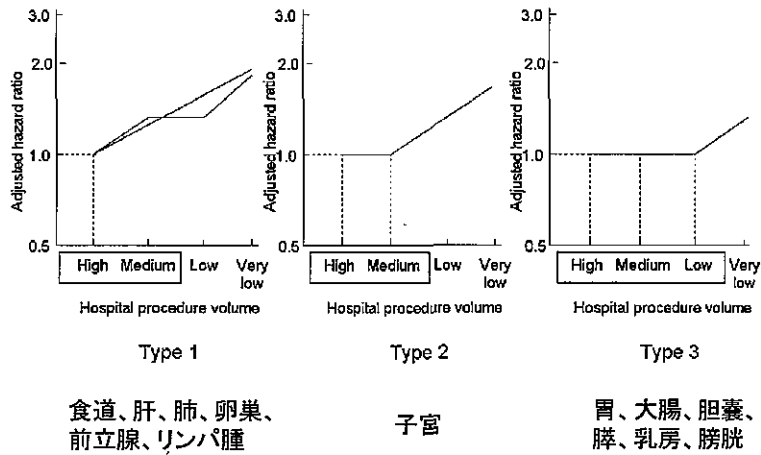 3.0
2.0
1.0
0.5
Adjusted hazard ratio
High Medium Low Very low
Hospital procedure volume
Type 1
食道、肝、肺、卵巣、
前立腺、リンパ腫
3.0
2.0
1.0
0.5
Adjusted hazard ratio
High Medium Low Very low
Hospital procedure volume
Type 2
子宮
3.0
2.0
1.0
0.5
Adjusted hazard ratio
High Medium Low Very low
Hospital procedure volume
Type 3
胃、大腸、胆嚢、
膵、乳房、膀胱